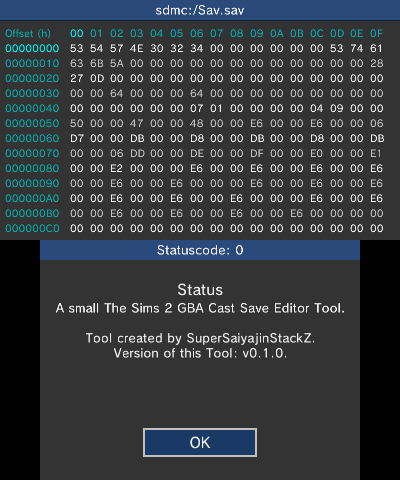 sdmc:/Sav.sav
Offset (h) 00 01 02 03 04 05 06 07 08 09 0A 0B 0C 0D 0E 0F
00000000 53 54 57 4E 30 32 34 00 00 00 00 00 00 53 74 61
00000010 63 6B 5A 00 00 00 00 00 00 00 00 00 00 00 00 28
00000020 27 0D 00 00 00 00 00 00 00 00 00 00 00 00 00 00
00000030 00 00 64 00 00 00 64 00 00 00 00 00 00 00 00 00
00000040 00 00 00 00 00 00 07 01 00 00 00 00 04 09 00 00
00000050 50 00 00 47 00 00 48 00 00 E6 00 00 E6 00 00 06
00000060 D7 00 00 DB 00 00 D8 00 00 DB 00 00 D8 00 00 DB
00000070 00 00 06 DD 00 00 DE 00 00 DF 00 00 E0 00 00 E1
00000080 00 00 E2 00 00 00 E6 00 00 E6 00 00 E6 00 00 E6
00000090 00 00 E6 00 00 E6 00 00 E6 00 00 E6 00 00 E6 00
000000A0 00 00 E6 00 00 E6 00 00 E6 00 00 E6 00 00 E6 00
000000B0 00 00 E6 00 00 E6 00 00 E6 00 00 E6 00 00 00 00
000000C0 00 00 00 00 00 00 00 00 00 00 00 00 00 00 00 00
Statuscode: 0
Status
A small The Sims 2 GBA Cast Save Editor Tool.
Tool created by SuperSaiyajinStackZ.
Version of this Tool: v0.1.0.
OK